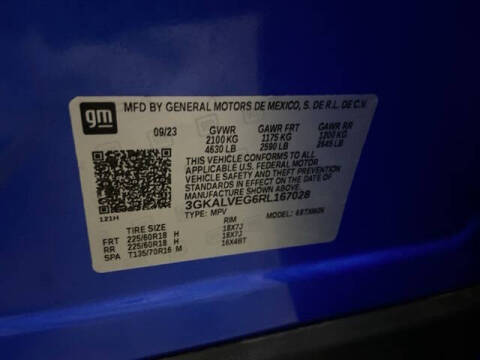 gm
MFD BY GENERAL MOTORS DE MEXICO, S. DE R.L. DE C.V.
09/23 GVWR GAWR FRT GAWR RR
2100 KG 1175 KG 1200 KG
4630 LB 2590 LB 2645 LB
THIS VEHICLE CONFORMS TO ALL
APPLICABLE U.S. FEDERAL MOTOR
VEHICLE SAFETY AND THEFT PREVENTION
STANDARDS IN EFFECT ON THE DATE OF
MANUFACTURE SHOWN ABOVE.
3GKALVEG6RL167028
121H TYPE: MPV MODEL:
TIRE SIZE RIM
FRT 225/60R18 H 18X7J
RR 225/60R18 H 18X7J
SPA T135/70R16 M 16X4BT